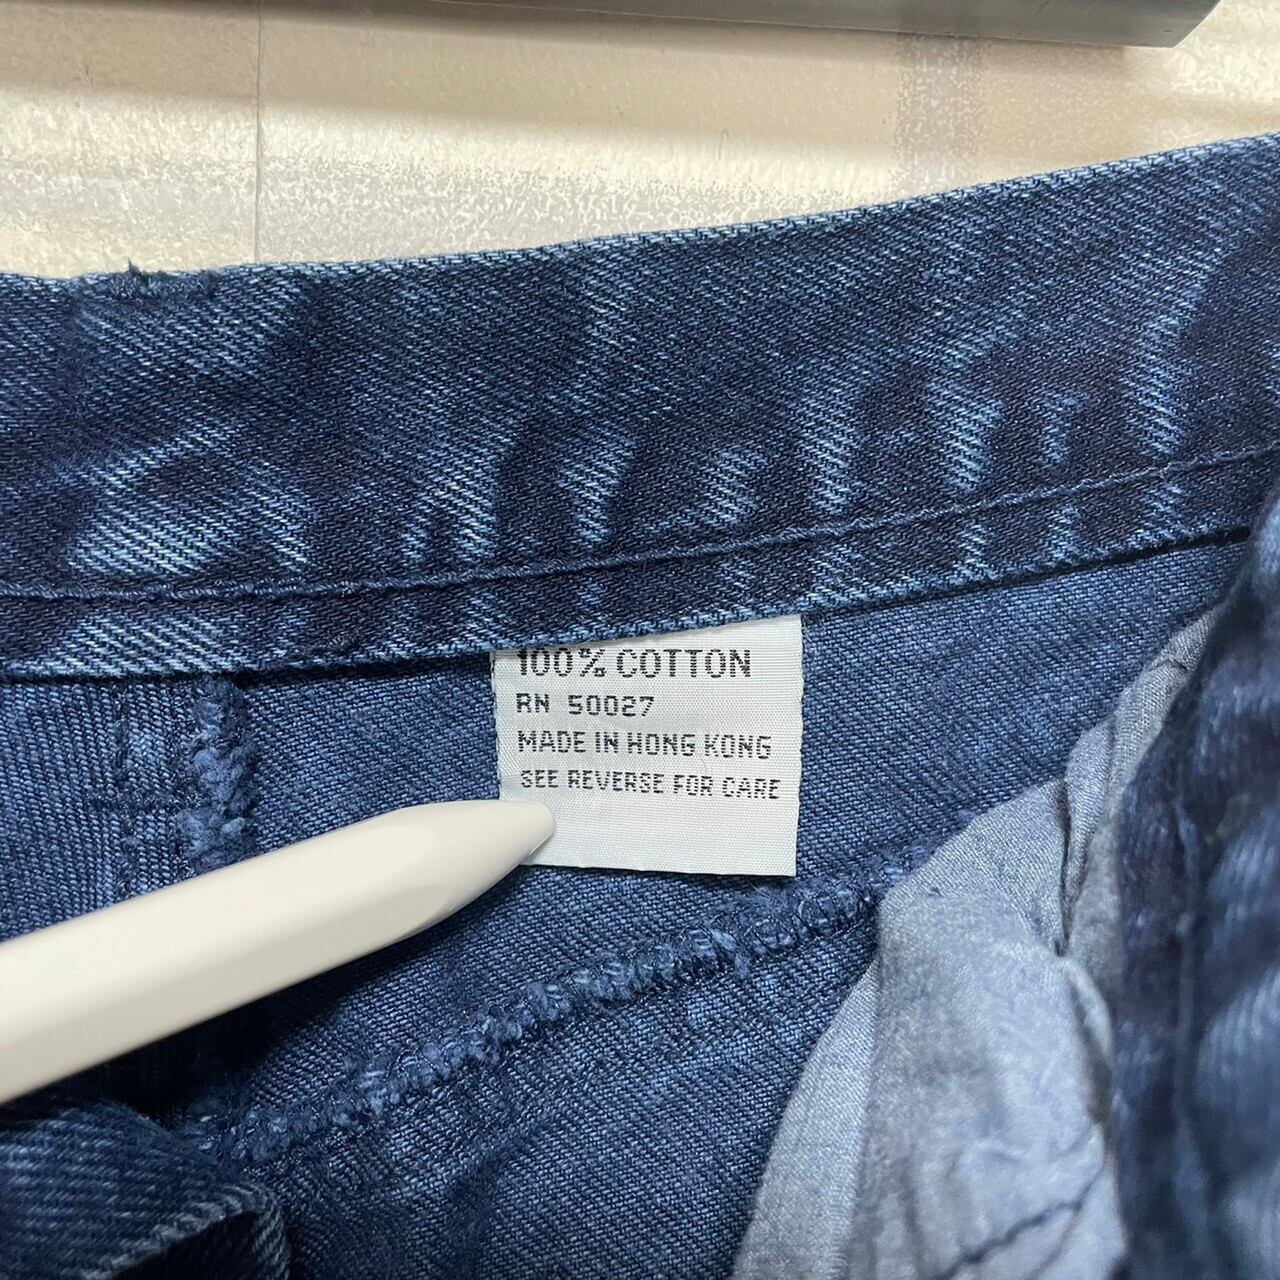 100% COTTON
RN 50027
MADE IN HONG KONG
SEE REVERSE FOR CARE